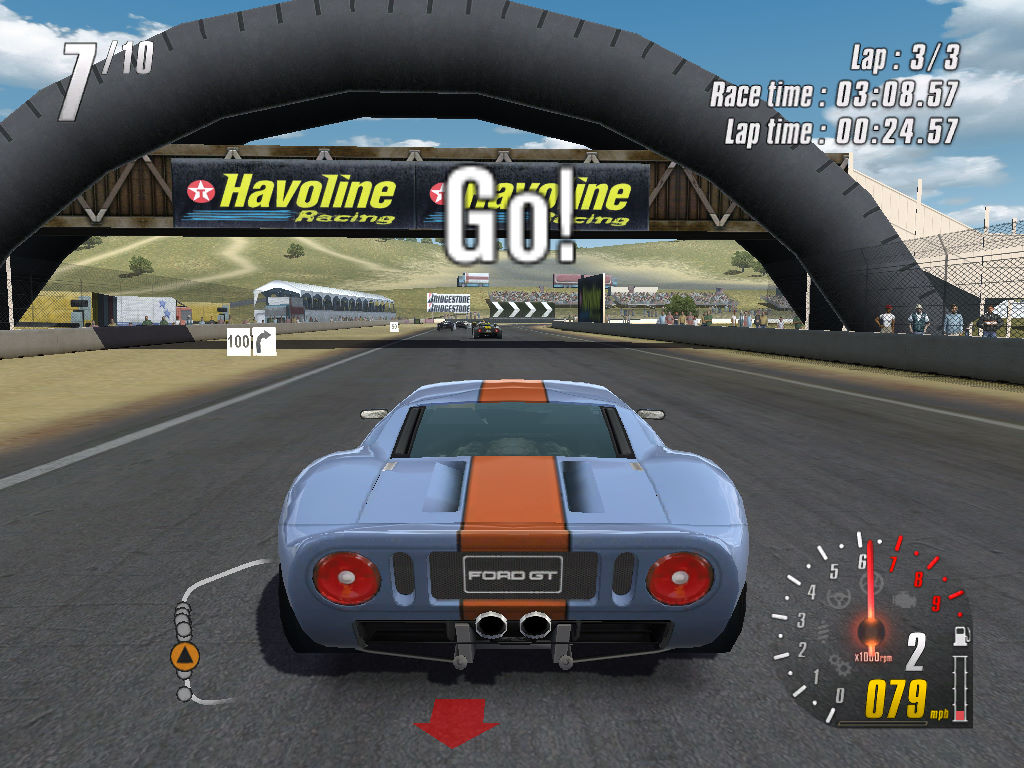 7/10
Lap : 3/3
Race time : 03:08.57
Lap time : 00:24.57
Havoline
Racing
Havoline
Racing
Go!
BRIDGESTONE
BRIDGESTONE
50
100
FORD GT
0 1 2 3 4 5 6 7 8 9
x1000rpm
2
079 mph